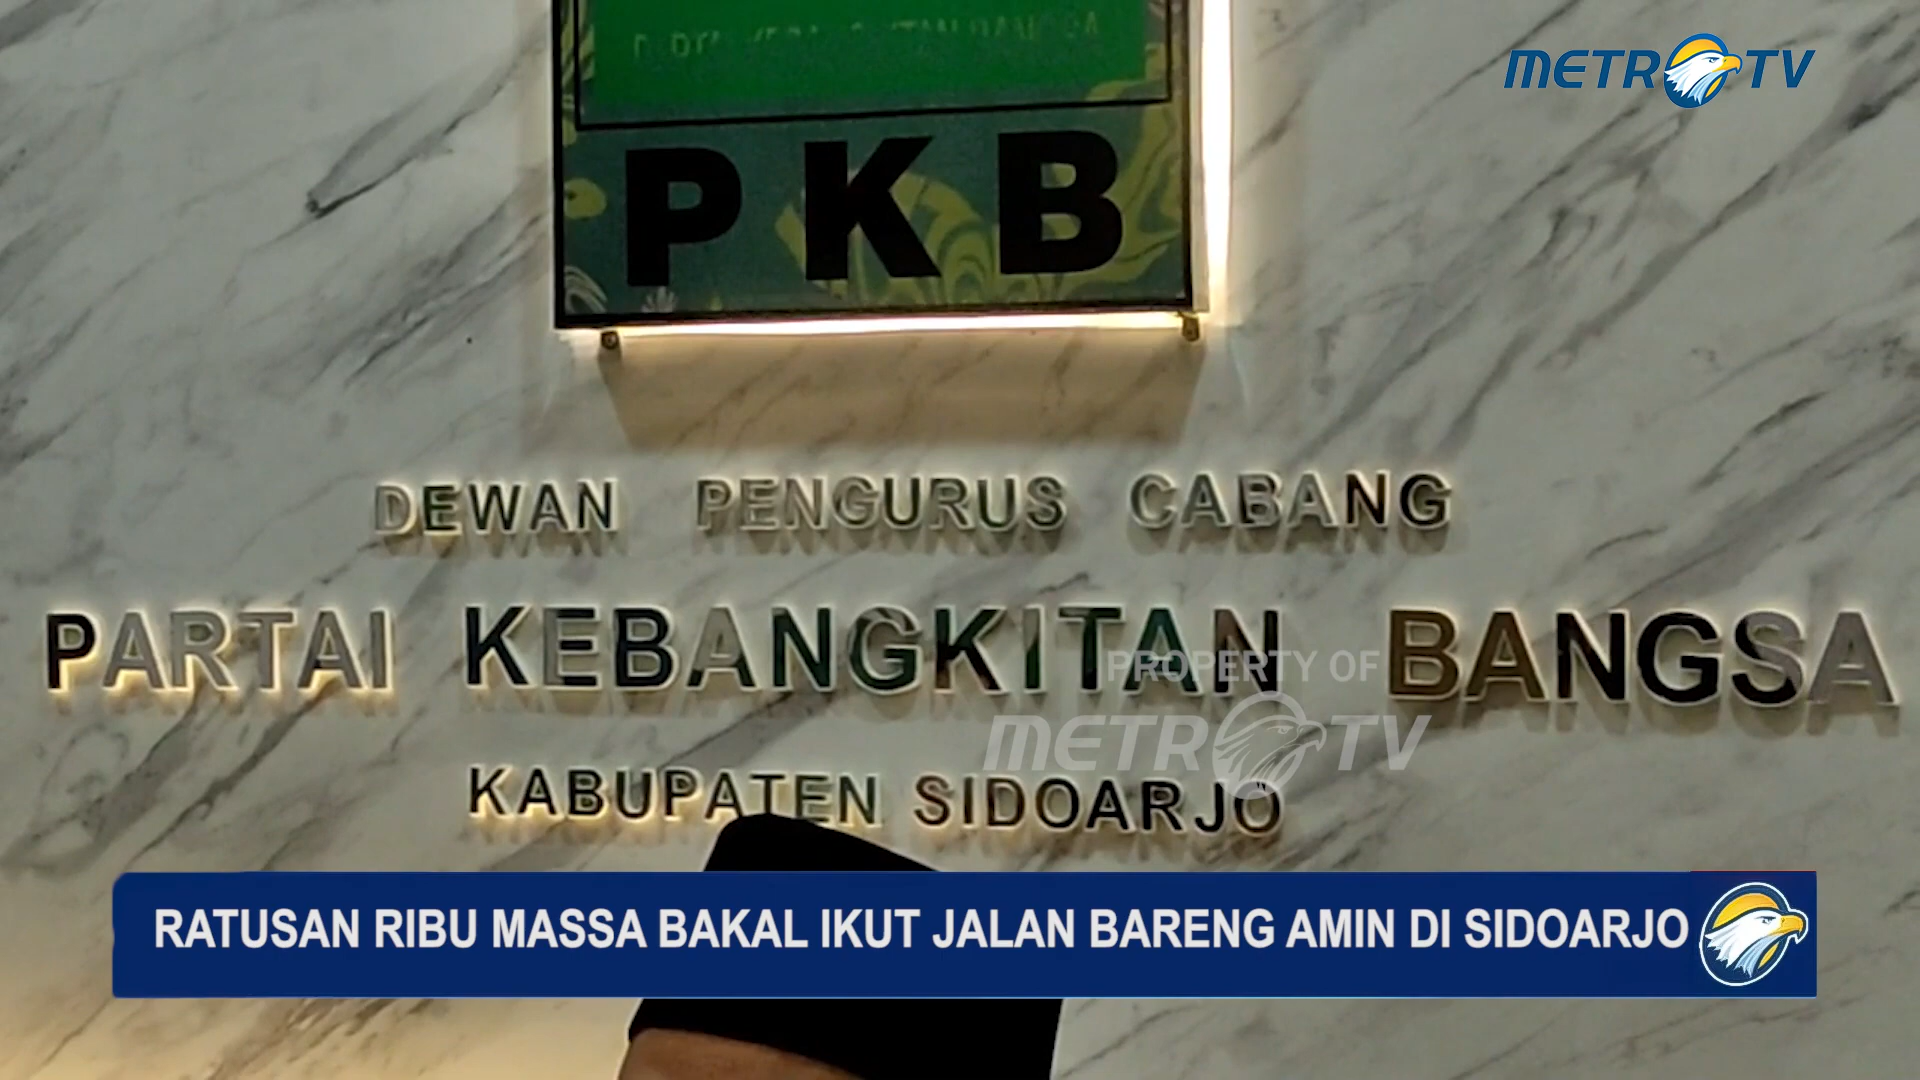 METRO TV
PKB
DEWAN PENGURUS CABANG
PARTAI KEBANGKITAN BANGSA
PROPERTY OF
METRO TV
KABUPATEN SIDOARJO
RATUSAN RIBU MASSA BAKAL IKUT JALAN BARENG AMIN DI SIDOARJO